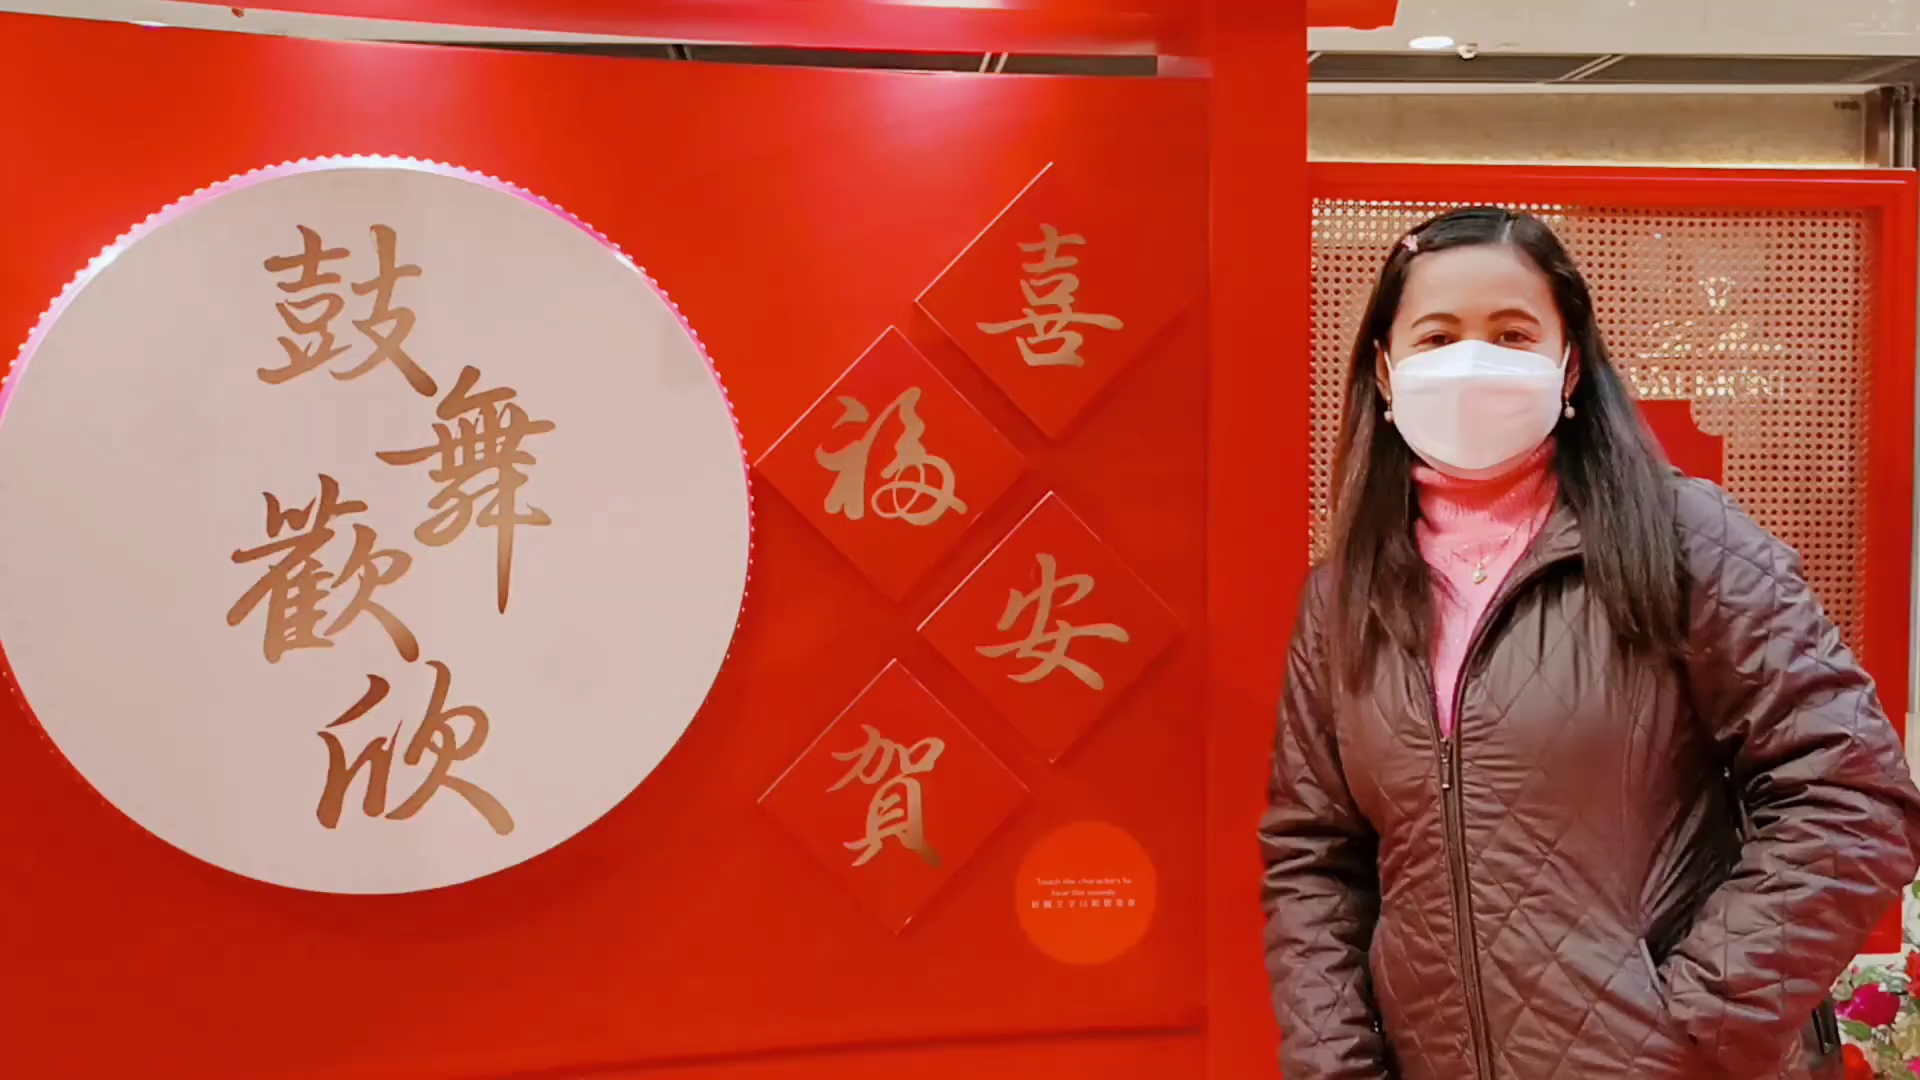 鼓
舞
歡
欣
喜
福
安
賀
Touch the characters to
hear the sounds